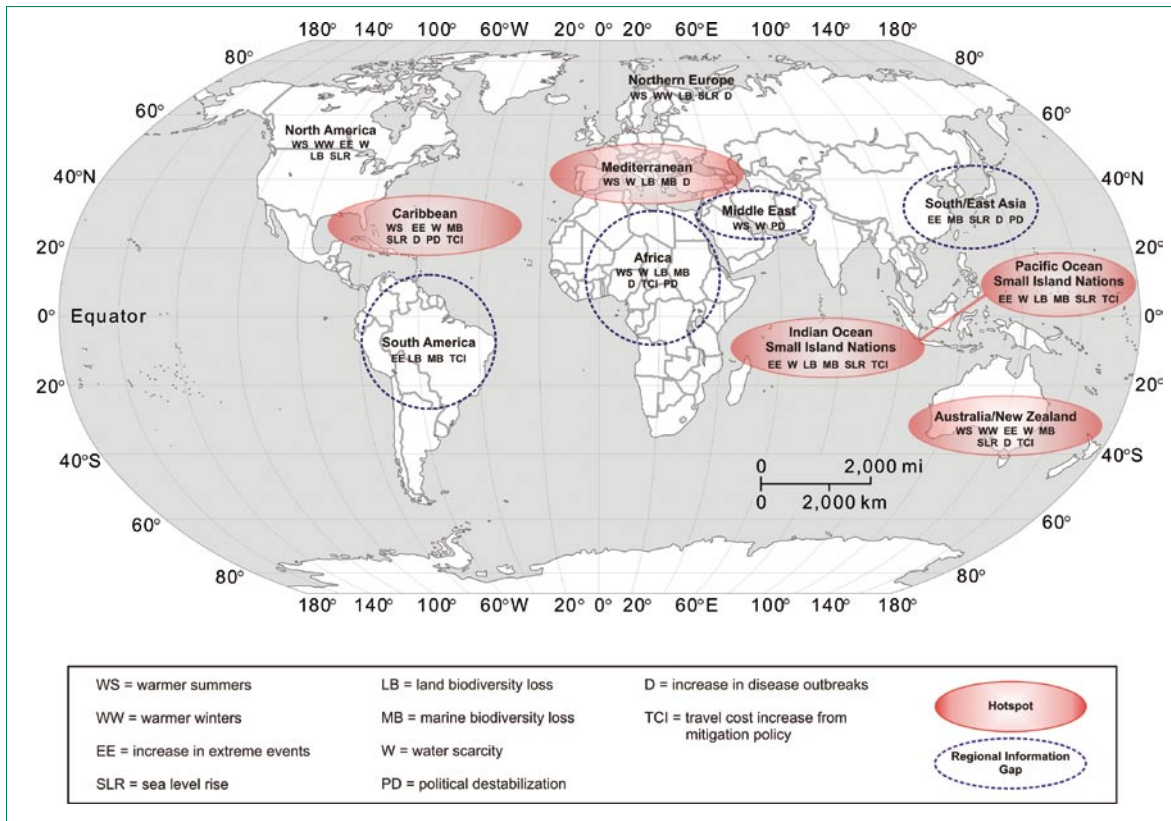 180° 140° 100° 60°W 20° 0° 20° 60°E 100° 140° 180°
80° 80°
60° 60°
40°N 40°N
20° 20°
0° Equator 0°
20° 20°
40°S 40°S
60° 60°
80° 80°
180° 140° 100° 60°W 20° 0° 20° 60°E 100° 140° 180°
Northern Europe
WS WW LB SLR D
North America
WS WW EE W
LB SLR
Mediterranean
WS W LB MB D
Caribbean
WS EE W MB
SLR D PD TCI
Middle East
WS W PD
South/East Asia
EE MB SLR D PD
Africa
WS W LB MB
D TCI PD
Pacific Ocean
Small Island Nations
EE W LB MB SLR TCI
South America
EE LB MB TCI
Indian Ocean
Small Island Nations
EE W LB MB SLR TCI
Australia/New Zealand
WS WW EE W MB
SLR D TCI
0 2,000 mi
0 2,000 km
WS = warmer summers
WW = warmer winters
EE = increase in extreme events
SLR = sea level rise
LB = land biodiversity loss
MB = marine biodiversity loss
W = water scarcity
PD = political destabilization
D = increase in disease outbreaks
TCI = travel cost increase from
mitigation policy
Hotspot
Regional Information
Gap